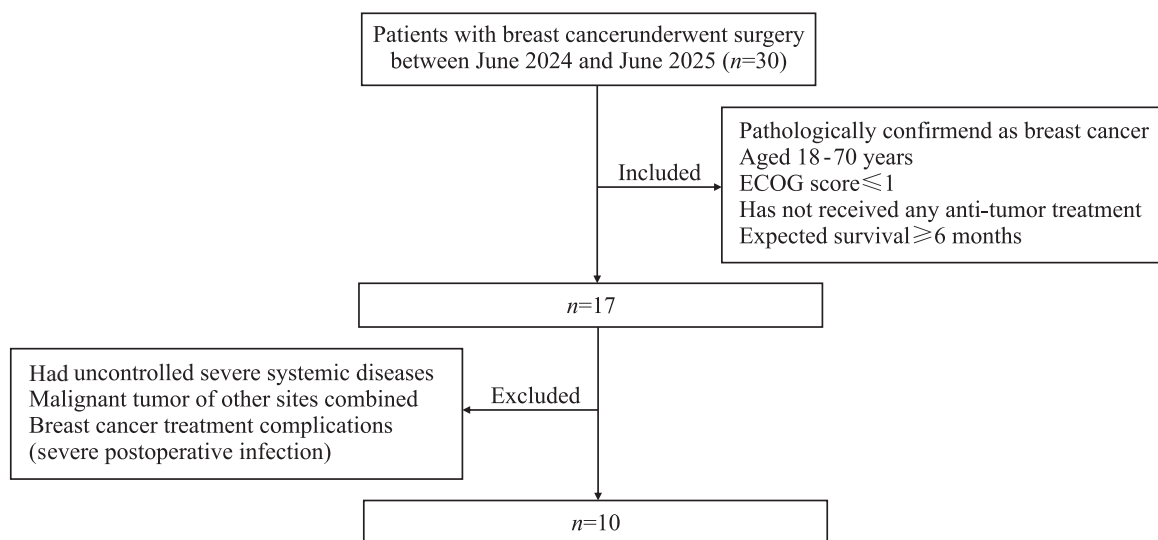 Patients with breast cancerunderwent surgery
between June 2024 and June 2025 (n=30)
Included
Pathologically confirmend as breast cancer
Aged 18-70 years
ECOG score≤1
Has not received any anti-tumor treatment
Expected survival≥6 months
n=17
Had uncontrolled severe systemic diseases
Malignant tumor of other sites combined
Breast cancer treatment complications
(severe postoperative infection)
Excluded
n=10